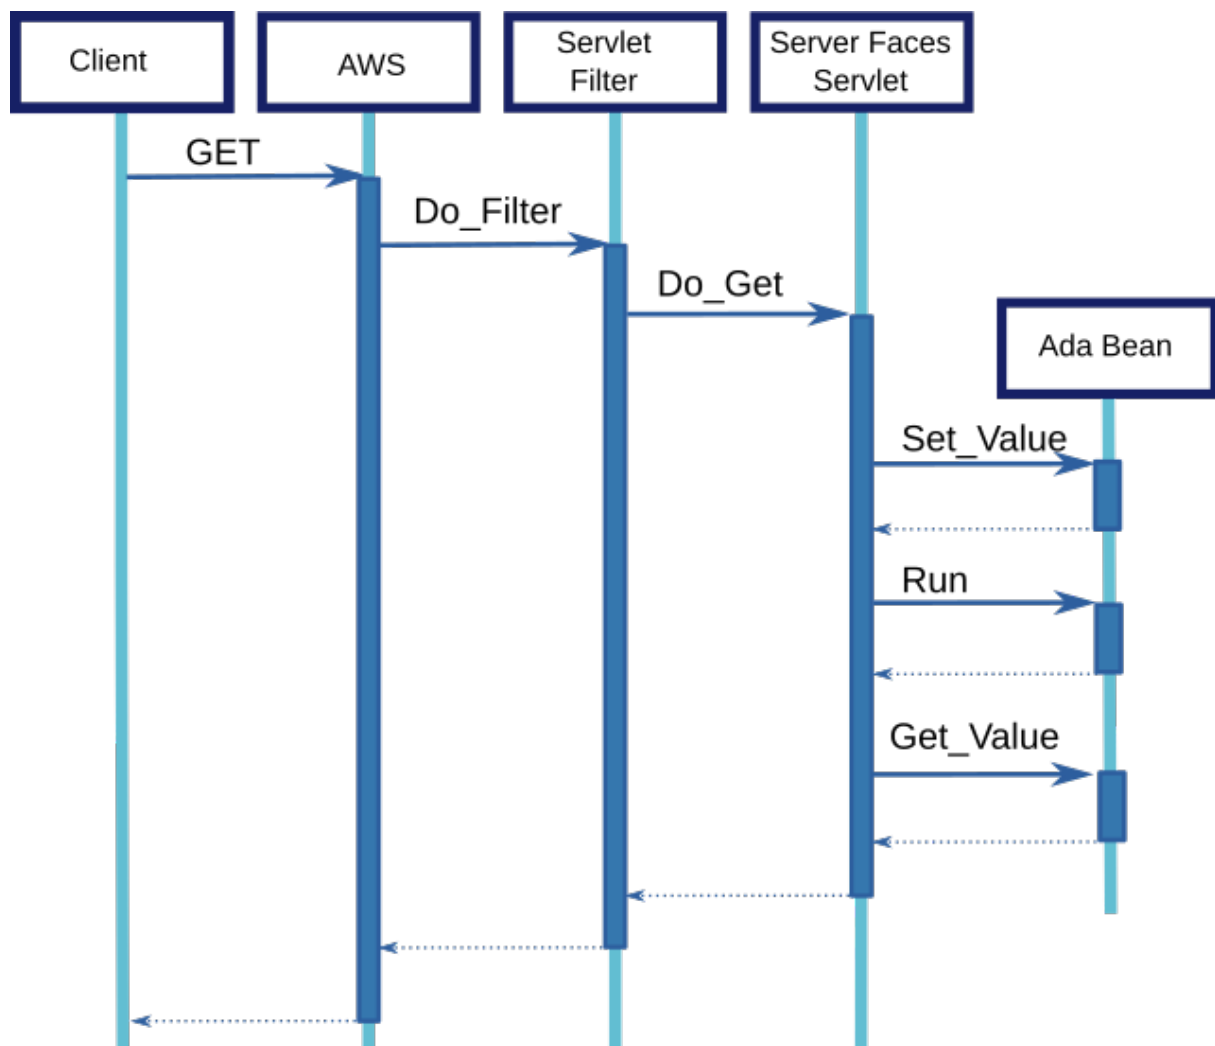 Client
AWS
Servlet
Filter
Server Faces
Servlet
GET
Do_Filter
Do_Get
Ada Bean
Set_Value
Run
Get_Value